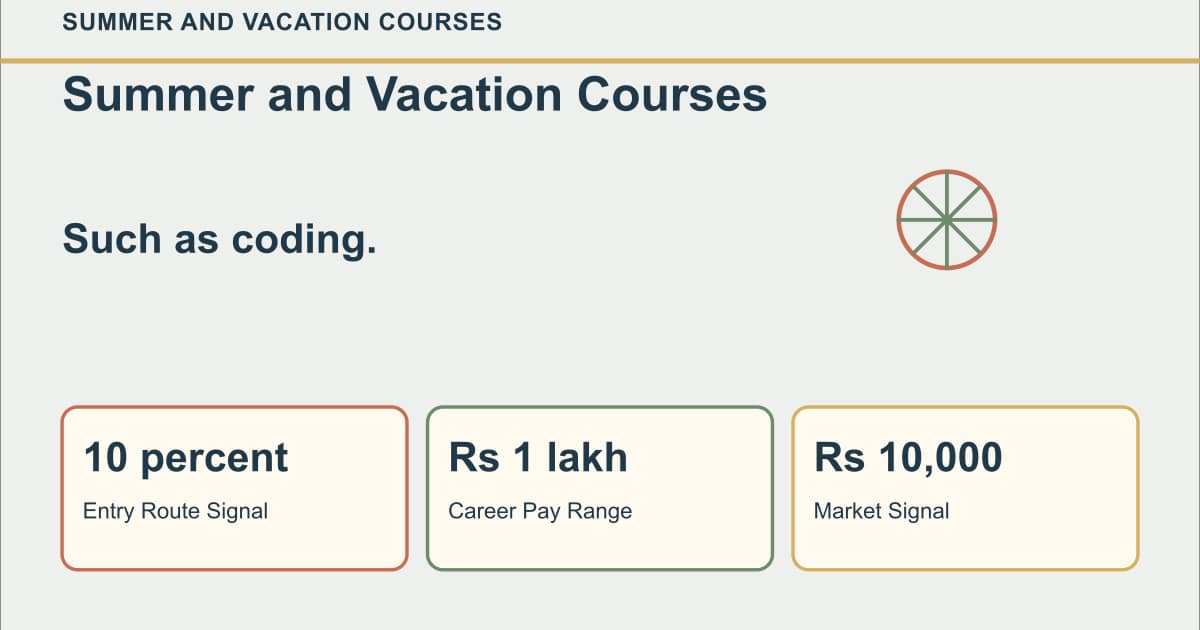 SUMMER AND VACATION COURSES
Summer and Vacation Courses
Such as coding.
10 percent
Entry Route Signal
Rs 1 lakh
Career Pay Range
Rs 10,000
Market Signal